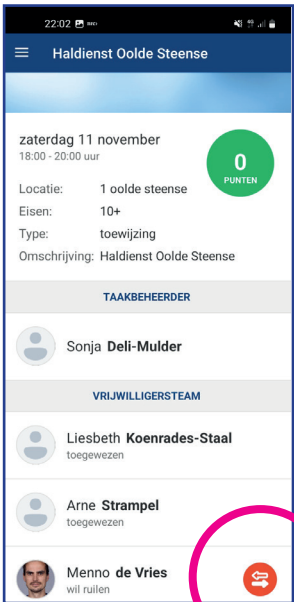 22:02
Haldienst Oolde Steense
zaterdag 11 november
18:00 - 20:00 uur
0
PUNTEN
Locatie: 1 oolde steense
Eisen: 10+
Type: toewijzing
Omschrijving: Haldienst Oolde Steense
TAAKBEHEERDER
Sonja Deli-Mulder
VRIJWILLIGERSTEAM
Liesbeth Koenrades-Staal
toegewezen
Arne Strampel
toegewezen
Menno de Vries
wil ruilen